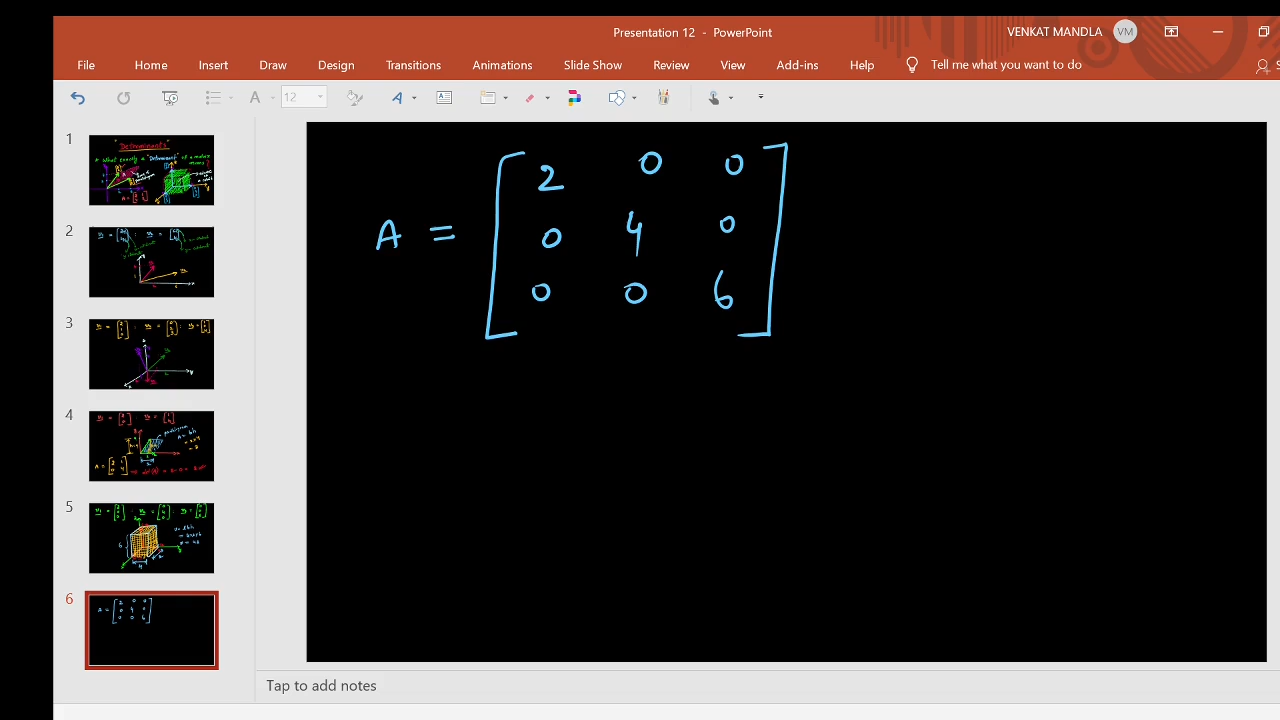 Presentation 12 - PowerPoint
VENKAT MANDLA VM
File Home Insert Draw Design Transitions Animations Slide Show Review View Add-ins Help Tell me what you want to do
12
1
"Determinants"
2
3
4
5
6
A = [ 2 0 0
0 4 0
0 0 6 ]
Tap to add notes